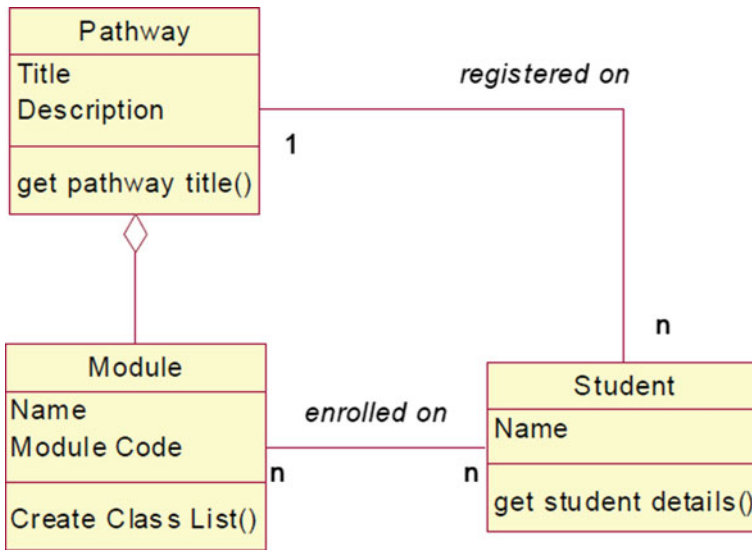 Pathway
Title
Description
get pathway title()
registered on
1
n
Module
Name
Module Code
Create Class List()
enrolled on
n
n
Student
Name
get student details()